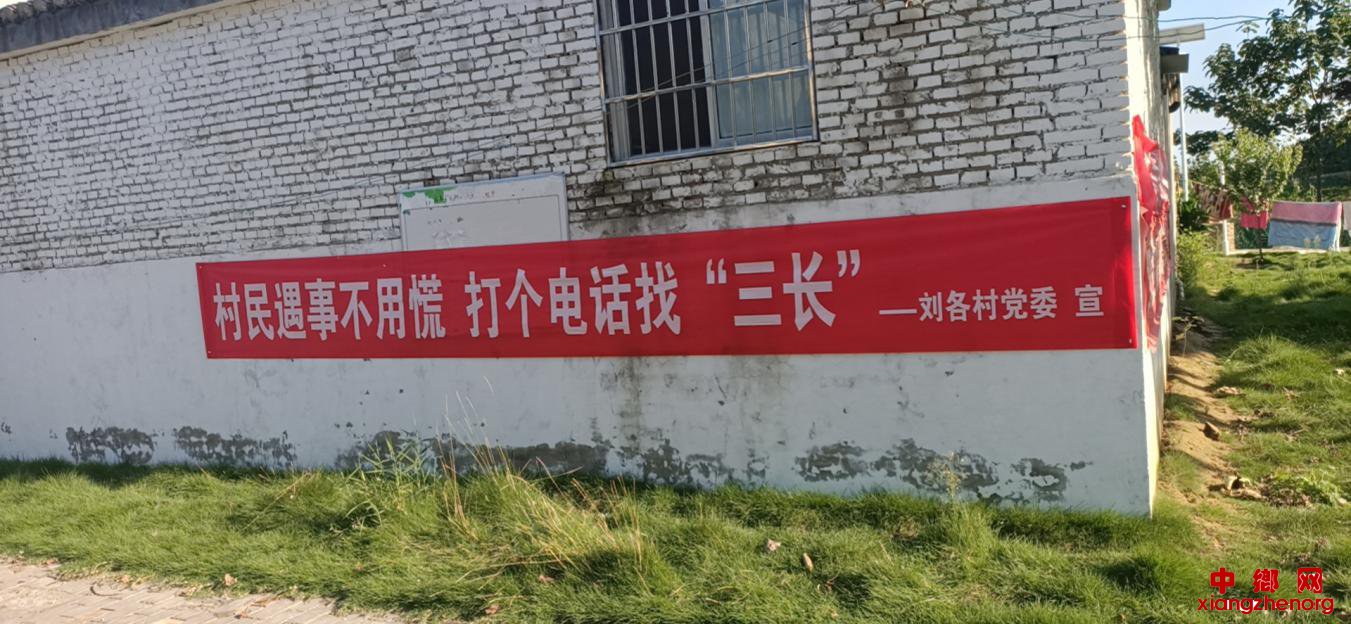 村民遇事不用慌 打个电话找“三长” —刘各村党委 宣
中鄉网
xiangzhenorg